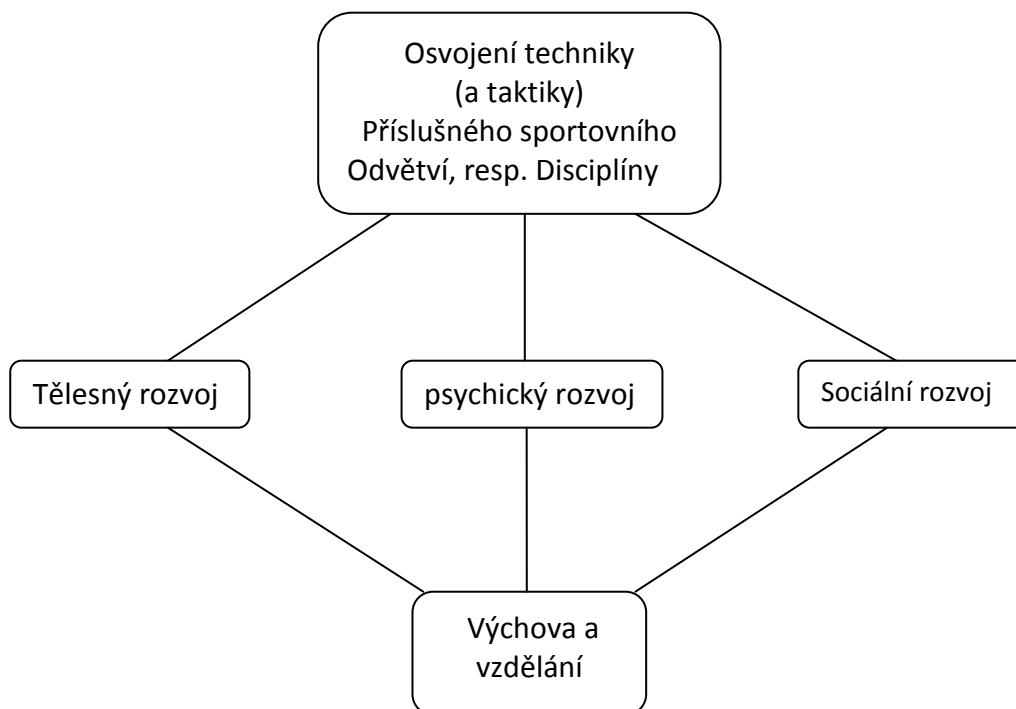 Osvojení techniky
(a taktiky)
Příslušného sportovního
Odvětví, resp. Disciplíny
Tělesný rozvoj
psychický rozvoj
Sociální rozvoj
Výchova a
vzdělání